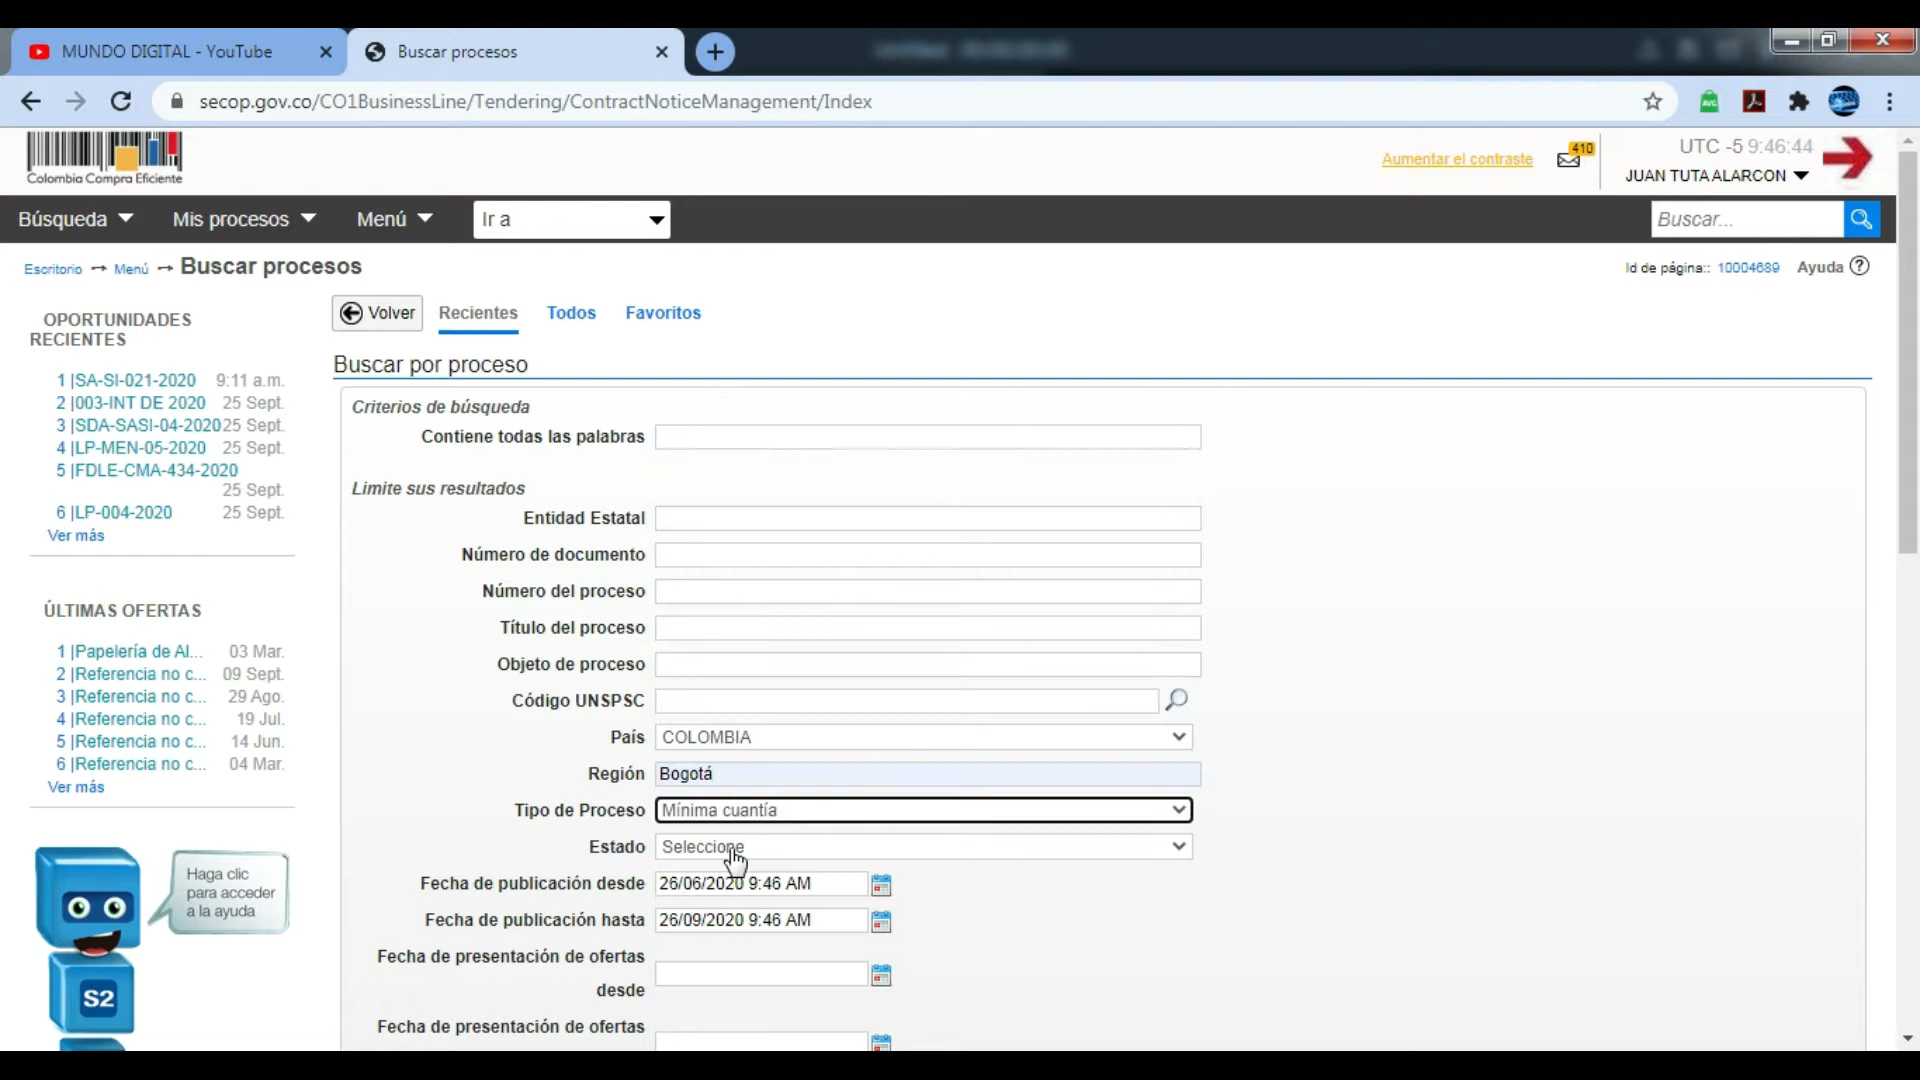 MUNDO DIGITAL - YouTube
Buscar procesos
secop.gov.co/CO1BusinessLine/Tendering/ContractNoticeManagement/Index
Colombia Compra Eficiente
Aumentar el contraste
410
UTC -5 9:46:44
JUAN TUTA ALARCON
Búsqueda
Mis procesos
Menú
Ir a
Buscar...
Escritorio → Menú → Buscar procesos
Id de página:: 10004689
Ayuda ?
OPORTUNIDADES
RECIENTES
1 |SA-SI-021-2020 9:11 a.m.
2 |003-INT DE 2020 25 Sept.
3 |SDA-SASI-04-2020 25 Sept.
4 |LP-MEN-05-2020 25 Sept.
5 |FDLE-CMA-434-2020
25 Sept.
6 |LP-004-2020 25 Sept.
Ver más
ÚLTIMAS OFERTAS
1 |Papelería de Al... 03 Mar.
2 |Referencia no c... 09 Sept.
3 |Referencia no c... 29 Ago.
4 |Referencia no c... 19 Jul.
5 |Referencia no c... 14 Jun.
6 |Referencia no c... 04 Mar.
Ver más
Haga clic
para acceder
a la ayuda
S2
Volver
Recientes
Todos
Favoritos
Buscar por proceso
Criterios de búsqueda
Contiene todas las palabras
Limite sus resultados
Entidad Estatal
Número de documento
Número del proceso
Título del proceso
Objeto de proceso
Código UNSPSC
País COLOMBIA
Región Bogotá
Tipo de Proceso Mínima cuantía
Estado Seleccione
Fecha de publicación desde 26/06/2020 9:46 AM
Fecha de publicación hasta 26/09/2020 9:46 AM
Fecha de presentación de ofertas
desde
Fecha de presentación de ofertas